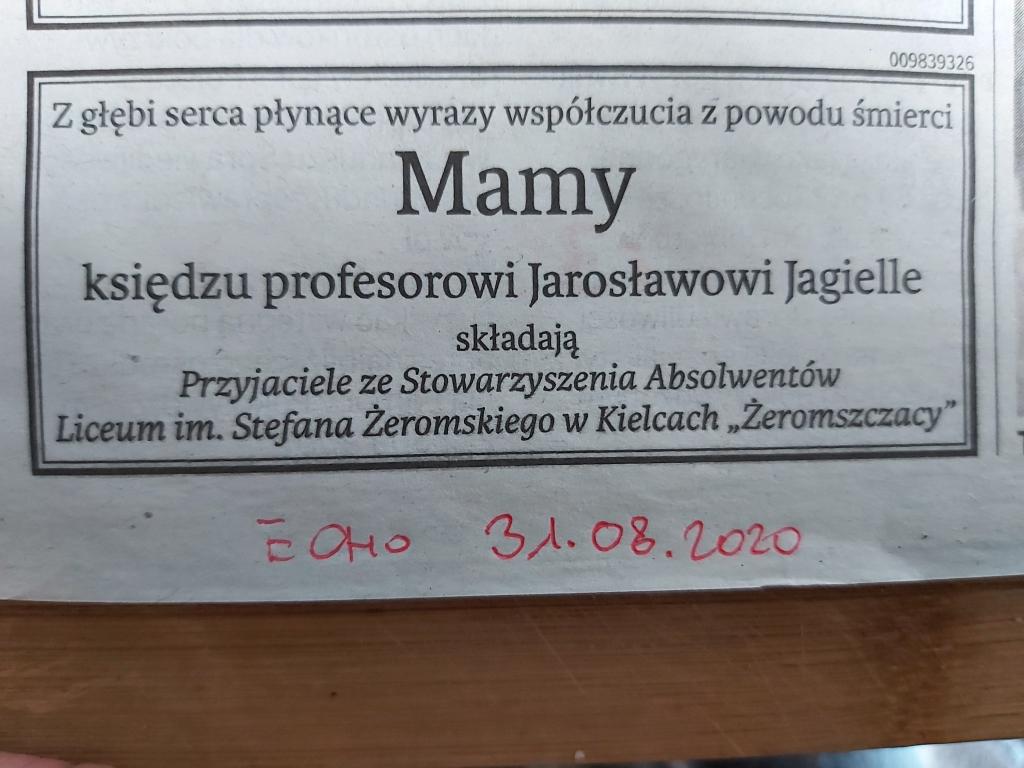 009839326
Z głębi serca płynące wyrazy współczucia z powodu śmierci
Mamy
księdzu profesorowi Jarosławowi Jagielle
składają
Przyjaciele ze Stowarzyszenia Absolwentów
Liceum im. Stefana Żeromskiego w Kielcach „Żeromszczacy”
ECHO 31.08.2020